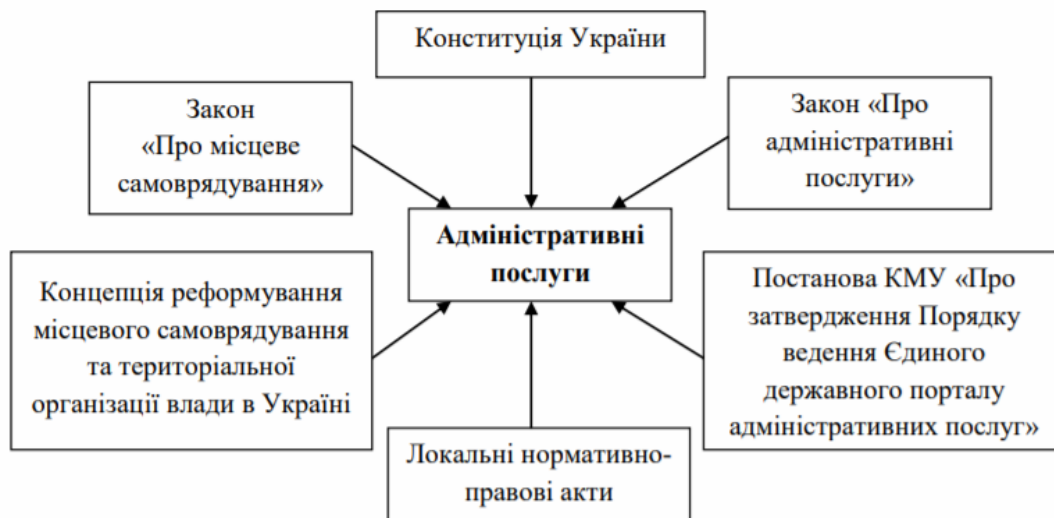 Конституція України
Закон
«Про місцеве
самоврядування»
Закон «Про
адміністративні
послуги»
Адміністративні
послуги
Концепція реформування
місцевого самоврядування
та територіальної
організації влади в Україні
Постанова КМУ «Про
затвердження Порядку
ведення Єдиного
державного порталу
адміністративних послуг»
Локальні нормативно-
правові акти